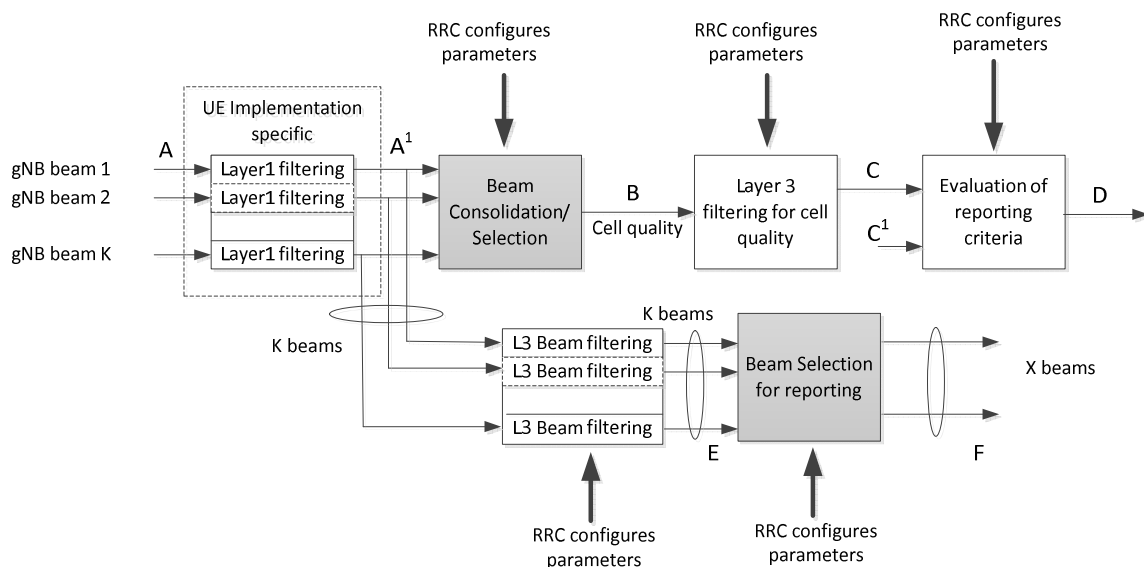 RRC configures
parameters
RRC configures
parameters
RRC configures
parameters
UE Implementation
specific
A
A¹
gNB beam 1
gNB beam 2
gNB beam K
Layer1 filtering
Layer1 filtering
Layer1 filtering
Beam
Consolidation/
Selection
B
Cell quality
Layer 3
filtering for cell
quality
C
C¹
Evaluation of
reporting
criteria
D
K beams
L3 Beam filtering
L3 Beam filtering
L3 Beam filtering
K beams
E
Beam Selection
for reporting
X beams
F
RRC configures
parameters
RRC configures
parameters